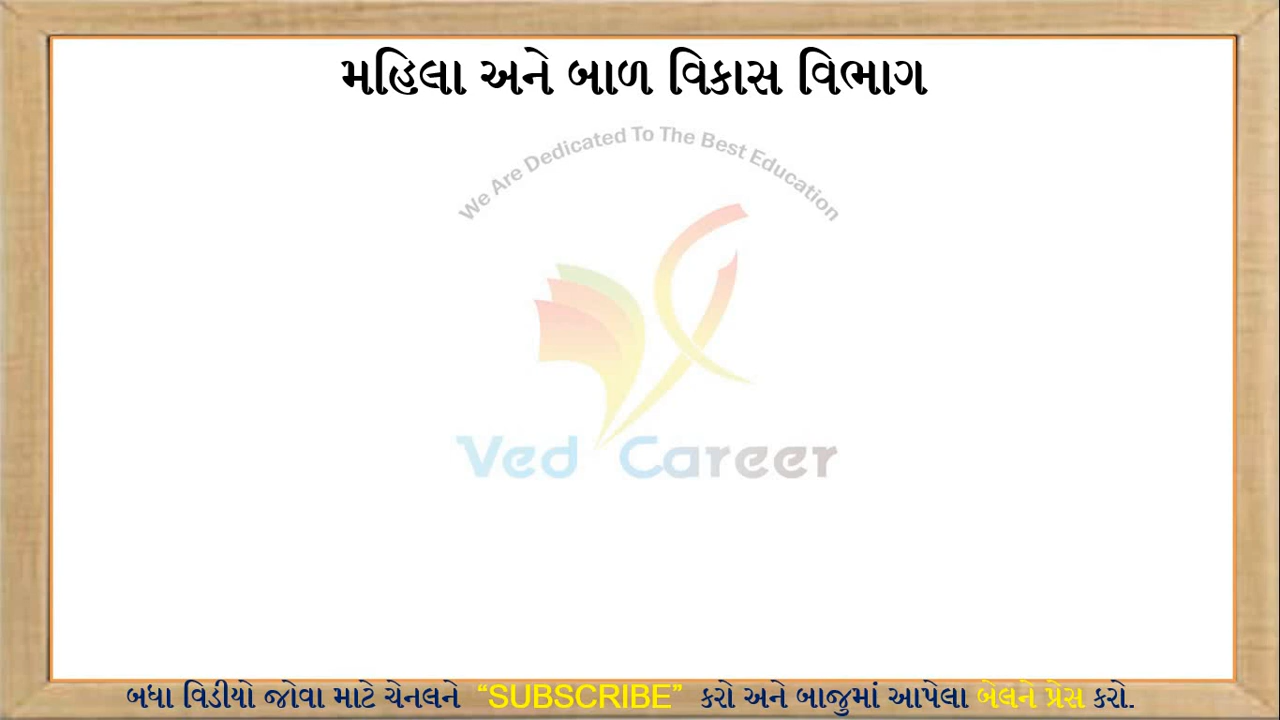 મહિલા અને બાળ વિકાસ વિભાગ
We Are Dedicated To The Best Education
Ved Career
બધા વિડીયો જોવા માટે ચેનલને “SUBSCRIBE” કરો અને બાજુમાં આપેલા બેલને પ્રેસ કરો.